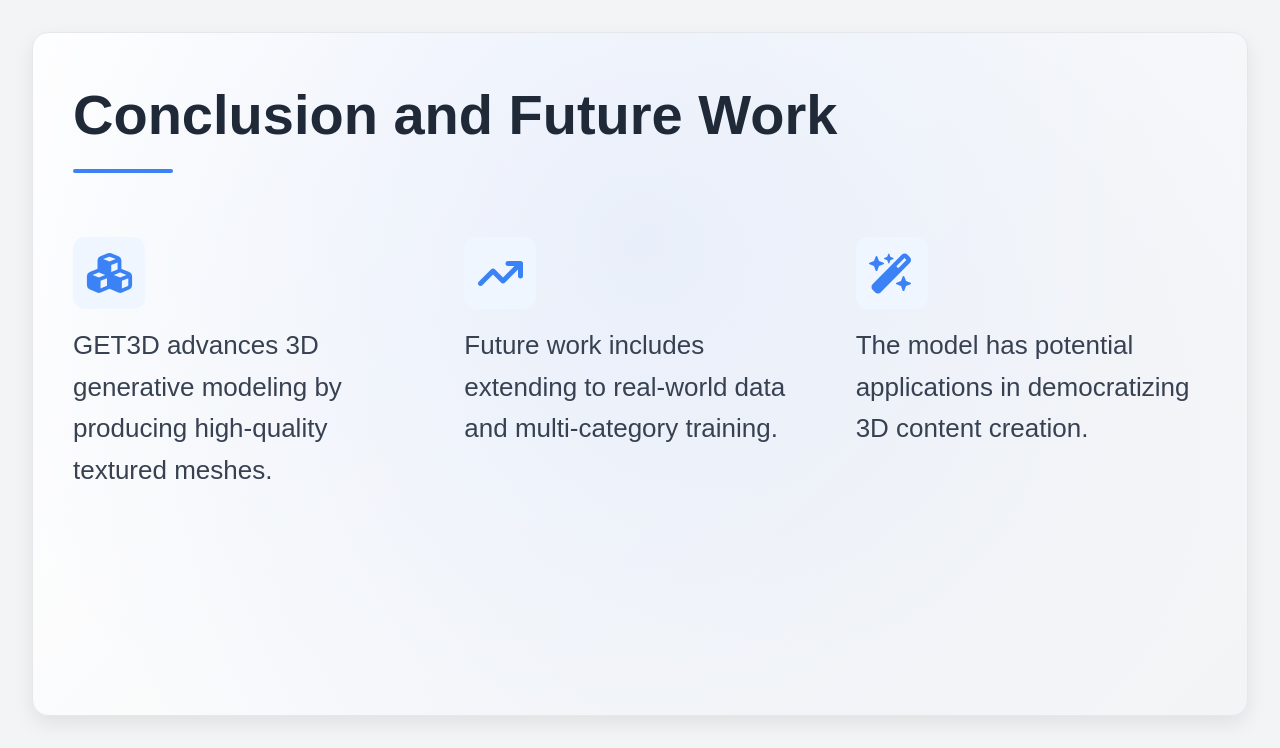 Conclusion and Future Work
GET3D advances 3D
generative modeling by
producing high-quality
textured meshes.
Future work includes
extending to real-world data
and multi-category training.
The model has potential
applications in democratizing
3D content creation.